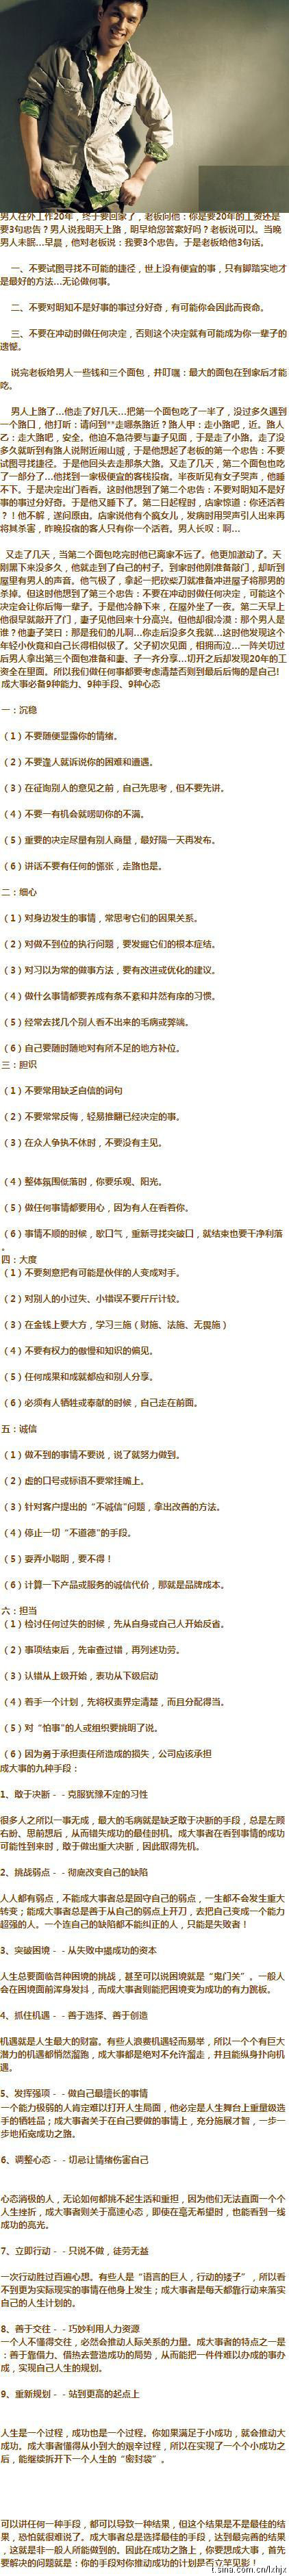 男人在外工作20年，终于要回家了，老板问他：你是要20年的工资还是
要3句忠告？男人说我明天上路，明早给您答案好吗？老板说可以。当晚
男人未眠...早晨，他对老板说：我要3个忠告。于是老板给他3句话。
一、不要试图寻找不可能的捷径，世上没有便宜的事，只有脚踏实地才
是最好的方法...无论做何事。
二、不要对明知不是好事的事过分好奇，有可能你会因此而丧命。
三、不要在冲动时做任何决定，否则这个决定就有可能成为你一辈子的
遗憾。
说完老板给男人一些钱和三个面包，并叮嘱：最大的面包在到家后才能
吃。
男人上路了...他走了好几天...把第一个面包吃了一半了，没过多久遇到
一个路口，他打听：请问到**走哪条路近？路人甲：走小路吧，近。路人
乙：走大路吧，安全。他迫不急待要与妻子见面，于是走了小路。走了没
多久就听到有路人说附近闹山贼，于是他想起了老板的第一个忠告：不要
试图寻找捷径。于是他回头去走那条大路。又走了几天，第二个面包也吃
了一部分了...他找到一家极便宜的客栈投宿。半夜听见有女子哭声，他睡
不下。于是决定出门看看。这时他想到了第二个忠告：不要对明知不是好
事的事过分好奇。于是他又睡下了。第二日起程时，店家惊道：你还活着
？！他不解，遂问原由。店家说他有个疯女儿，发病时用哭声引人出来再
将其杀害，昨晚投宿的客人只有你一个活着。男人长叹：啊...
又走了几天，当第二个面包吃完时他已离家不远了。他更加激动了。天
刚黑下来没多久，他就走到了自己的村子。到家时他刚准备敲门，却听到
屋里有男人的声音。他气极了，拿起一把砍柴刀就准备冲进屋子将那男的
杀掉。但这时他想到了第三个忠告：不要在冲动时做任何决定，可能这个
决定会让你后悔一辈子。于是他冷静下来，在屋外坐了一夜。第二天早上
他很早就敲开了门，妻子见他回来十分高兴。但他却很冷漠：那个男人是
谁？他妻子笑曰：那是我们的儿啊...你走后没多久我就...这时他发现这个
年轻小伙竟和自己长得相似极了。父子初次见面，相拥而泣...一阵关切过
后男人拿出第三个面包准备和妻、子一齐分享...切开之后却发现20年的工
资全在里面。所以我们做任何事都要考虑清楚否则到最后后悔的是自己!
成大事必备9种能力、9种手段、9种心态
一：沉稳
（1）不要随便显露你的情绪。
（2）不要逢人就诉说你的困难和遭遇。
（3）在征询别人的意见之前，自己先思考，但不要先讲。
（4）不要一有机会就唠叨你的不满。
（5）重要的决定尽量有别人商量，最好隔一天再发布。
（6）讲话不要有任何的慌张，走路也是。
二：细心
（1）对身边发生的事情，常思考它们的因果关系。
（2）对做不到位的执行问题，要发掘它们的根本症结。
（3）对习以为常的做事方法，要有改进或优化的建议。
（4）做什么事情都要养成有条不紊和井然有序的习惯。
（5）经常去找几个别人看不出来的毛病或弊端。
（6）自己要随时随地对有所不足的地方补位。
三：胆识
（1）不要常用缺乏自信的词句
（2）不要常常反悔，轻易推翻已经决定的事。
（3）在众人争执不休时，不要没有主见。
（4）整体氛围低落时，你要乐观、阳光。
（5）做任何事情都要用心，因为有人在看着你。
（6）事情不顺的时候，歇口气，重新寻找突破口，就结束也要干净利落
。
四：大度
（1）不要刻意把有可能是伙伴的人变成对手。
（2）对别人的小过失、小错误不要斤斤计较。
（3）在金钱上要大方，学习三施（财施、法施、无畏施）
（4）不要有权力的傲慢和知识的偏见。
（5）任何成果和成就都应和别人分享。
（6）必须有人牺牲或奉献的时候，自己走在前面。
五：诚信
（1）做不到的事情不要说，说了就努力做到。
（2）虚的口号或标语不要常挂嘴上。
（3）针对客户提出的“不诚信”问题，拿出改善的方法。
（4）停止一切“不道德”的手段。
（5）耍弄小聪明，要不得！
（6）计算一下产品或服务的诚信代价，那就是品牌成本。
六：担当
（1）检讨任何过失的时候，先从自身或自己人开始反省。
（2）事项结束后，先审查过错，再列述功劳。
（3）认错从上级开始，表功从下级启动
（4）着手一个计划，先将权责界定清楚，而且分配得当。
（5）对“怕事”的人或组织要挑明了说。
（6）因为勇于承担责任所造成的损失，公司应该承担
成大事的九种手段：
1、敢于决断－－克服犹豫不定的习性
很多人之所以一事无成，最大的毛病就是缺乏敢于决断的手段，总是左顾
右盼、思前想后，从而错失成功的最佳时机。成大事者在看到事情的成功
可能性到来时，敢于做出重大决断，因此取得先机。
2、挑战弱点－－彻底改变自己的缺陷
人人都有弱点，不能成大事者总是固守自己的弱点，一生都不会发生重大
转变；能成大事者总是善于从自己的弱点上开刀，去把自己变成一个能力
超强的人。一个连自己的缺陷都不能纠正的人，只能是失败者！
3、突破困境－－从失败中撮成功的资本
人生总要面临各种困境的挑战，甚至可以说困境就是“鬼门关”。一般人
会在困境面前浑身发抖，而成大事者则能把困境变为成功的有力跳板。
4、抓住机遇－－善于选择、善于创造
机遇就是人生最大的财富。有些人浪费机遇轻而易举，所以一个个有巨大
潜力的机遇都悄然溜跑，成大事都是绝对不允许溜走，并且能纵身扑向机
遇。
5、发挥强项－－做自己最擅长的事情
一个能力极弱的人肯定难以打开人生局面，他必定是人生舞台上重量级选
手的牺牲品；成大事者关于在自己要做的事情上，充分施展才智，一步一
步地拓宽成功之路。
6、调整心态－－切忌让情绪伤害自己
心态消极的人，无论如何都挑不起生活和重担，因为他们无法直面一个个
人生挫折，成大事者则关于高速心态，即使在毫无希望时，也能看到一线
成功的亮光。
7、立即行动－－只说不做，徒劳无益
一次行动胜过百遍心想。有些人是“语言的巨人，行动的矮子”，所以看
不到更为实际现实的事情在他身上发生；成大事者是每天都靠行动来落实
自己的人生计划的。
8、善于交往－－巧妙利用人力资源
一个人不懂得交往，必然会推动人际关系的力量。成大事者的特点之一是
：善于靠借力、借热去营造成功的局势，从而能把一件件难以办成的事办
成，实现自己人生的规划。
9、重新规划－－站到更高的起点上
人生是一个过程，成功也是一个过程。你如果满足于小成功，就会推动大
成功。成大事者懂得从小到大的艰辛过程，所以在实现了一个个小成功之
后，能继续拆开下一个人生的“密封袋”。
可以讲任何一种手段，都可以导致一种结果，但这个结果是不是最佳的结
果，恐怕就很难说了。成大事者总是选择最佳的手段，达到最完善的结果
，这就是非一般人所能做到的。因此在成功之路上，你要想成大事，首先
要解决的问题就是：你的手段对你推动成功的计划是否立竿见影！
t.sina.com.cn/lzhjx